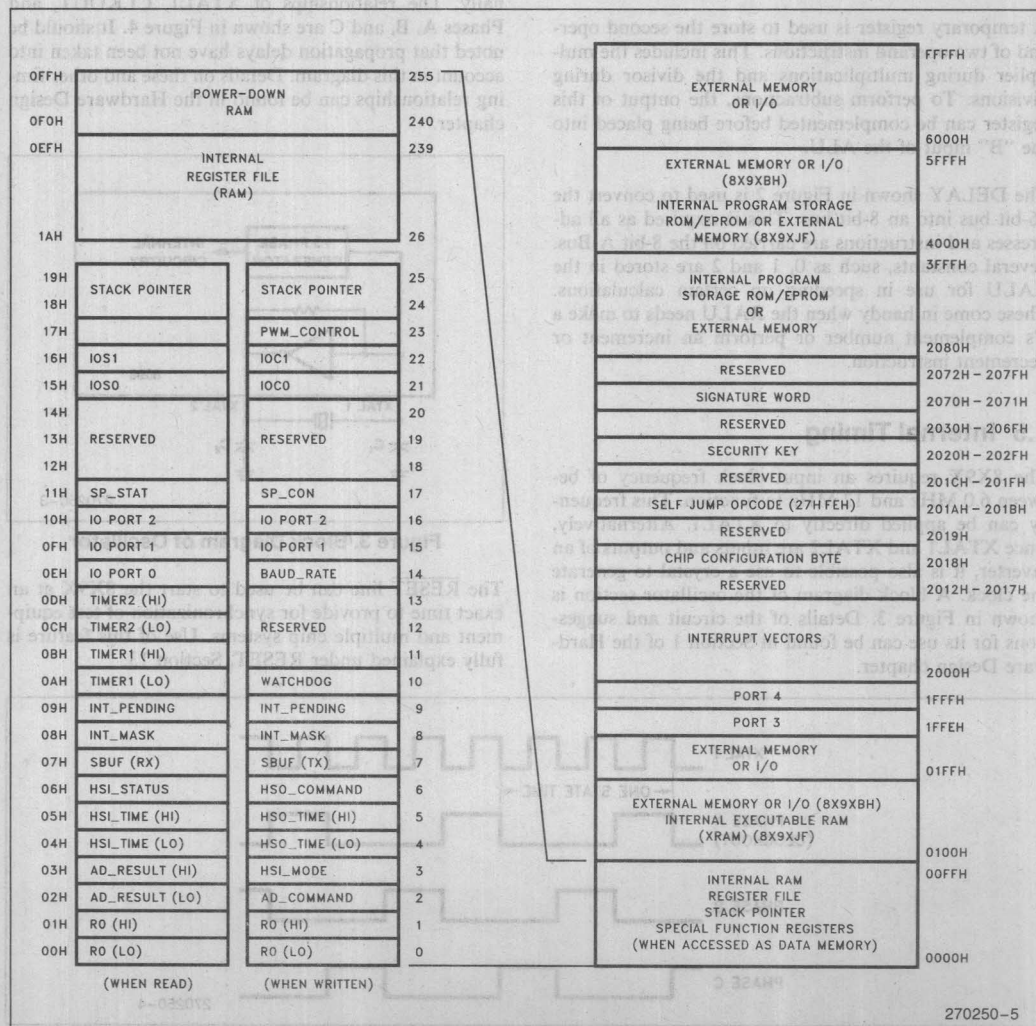 0FFH
POWER-DOWN
RAM
255
0F0H
240
0EFH
INTERNAL
REGISTER FILE
(RAM)
239
1AH
26
19H
STACK POINTER
STACK POINTER
25
18H
24
17H
PWM_CONTROL
23
16H
IOS1
IOC1
22
15H
IOS0
IOC0
21
14H
20
13H
RESERVED
RESERVED
19
12H
18
11H
SP_STAT
SP_CON
17
10H
IO PORT 2
IO PORT 2
16
0FH
IO PORT 1
IO PORT 1
15
0EH
IO PORT 0
BAUD_RATE
14
0DH
TIMER2 (HI)
13
0CH
TIMER2 (LO)
RESERVED
12
0BH
TIMER1 (HI)
11
0AH
TIMER1 (LO)
WATCHDOG
10
09H
INT_PENDING
INT_PENDING
9
08H
INT_MASK
INT_MASK
8
07H
SBUF (RX)
SBUF (TX)
7
06H
HSI_STATUS
HSO_COMMAND
6
05H
HSI_TIME (HI)
HSO_TIME (HI)
5
04H
HSI_TIME (LO)
HSO_TIME (LO)
4
03H
AD_RESULT (HI)
HSI_MODE
3
02H
AD_RESULT (LO)
AD_COMMAND
2
01H
R0 (HI)
R0 (HI)
1
00H
R0 (LO)
R0 (LO)
0
(WHEN READ)
(WHEN WRITTEN)
FFFFH
EXTERNAL MEMORY
OR I/O
6000H
5FFFH
EXTERNAL MEMORY OR I/O
(8X9XBH)
INTERNAL PROGRAM STORAGE
ROM/EPROM OR EXTERNAL
MEMORY (8X9XJF)
4000H
3FFFH
INTERNAL PROGRAM
STORAGE ROM/EPROM
OR
EXTERNAL MEMORY
2080H
RESERVED
2072H – 207FH
SIGNATURE WORD
2070H – 2071H
RESERVED
2030H – 206FH
SECURITY KEY
2020H – 202FH
RESERVED
201CH – 201FH
SELF JUMP OPCODE (27H FEH)
201AH – 201BH
RESERVED
2019H
CHIP CONFIGURATION BYTE
2018H
RESERVED
2012H – 2017H
INTERRUPT VECTORS
2000H
PORT 4
1FFFH
PORT 3
1FFEH
EXTERNAL MEMORY
OR I/O
01FFH
EXTERNAL MEMORY OR I/O (8X9XBH)
INTERNAL EXECUTABLE RAM
(XRAM) (8X9XJF)
0100H
00FFH
INTERNAL RAM
REGISTER FILE
STACK POINTER
SPECIAL FUNCTION REGISTERS
(WHEN ACCESSED AS DATA MEMORY)
0000H
270250–5